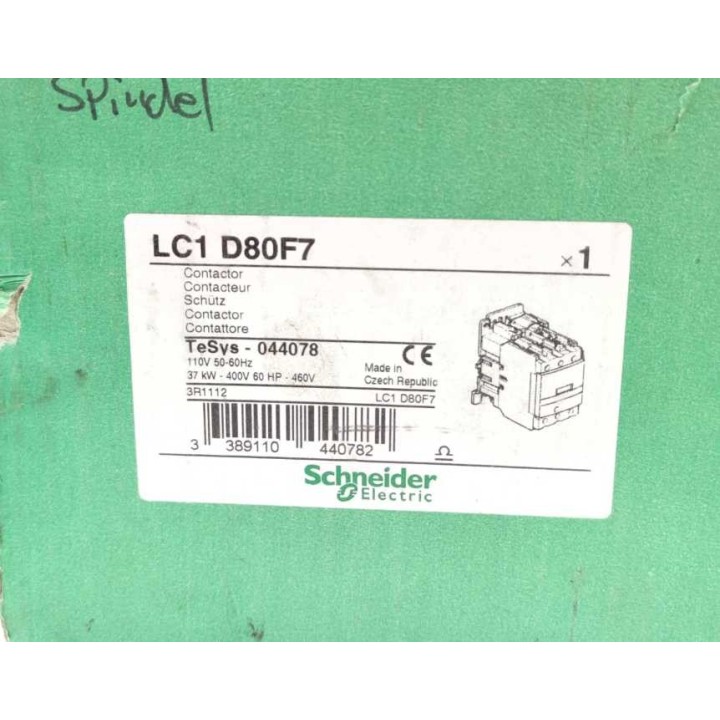 Spindel
LC1 D80F7
×1
Contactor
Contacteur
Schütz
Contactor
Contattore
TeSys - 044078
CE
110V 50-60Hz
37 kW - 400V 60 HP - 460V
Made in
Czech Republic
3R1112
LC1 D80F7
3 389110 440782
Ω
Schneider
Electric